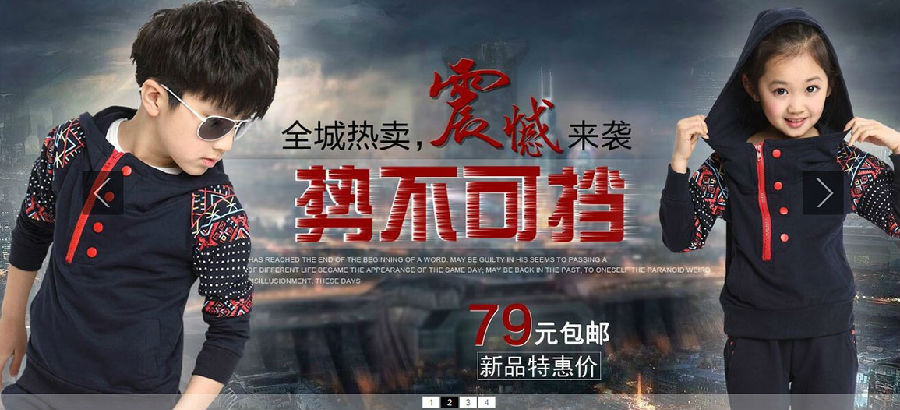 全城热卖,震憾来袭
势不可挡
HAS REACHED THE END OF THE BEGINNING OF A WORD, MAY BE GUILTY IN HIS SEEMS TO PASSING A
OF DIFFERENT LIFE BECAME THE APPEARANCE OF THE SAME DAY; MAY BE BACK IN THE PAST, TO ONESELF THE PARANOID WEIRD
DISILLUSIONMENT, THESE DAYS
79元包邮
新品特惠价
1 2 3 4